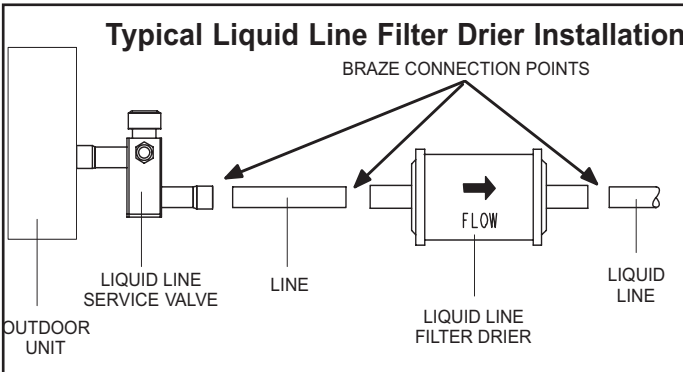 Typical Liquid Line Filter Drier Installation
BRAZE CONNECTION POINTS
FLOW
LIQUID LINE
SERVICE VALVE
LINE
LIQUID LINE
FILTER DRIER
LIQUID
LINE
OUTDOOR
UNIT